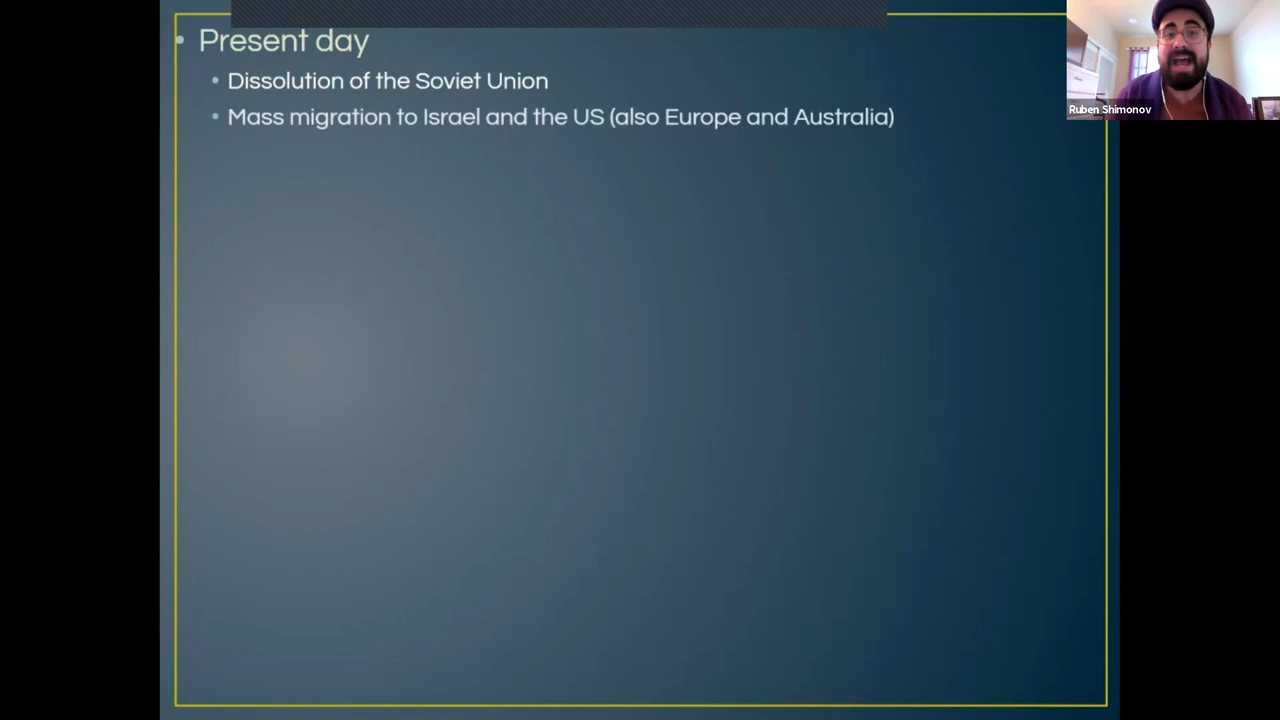 Present day
Dissolution of the Soviet Union
Mass migration to Israel and the US (also Europe and Australia)
Ruben Shimonov